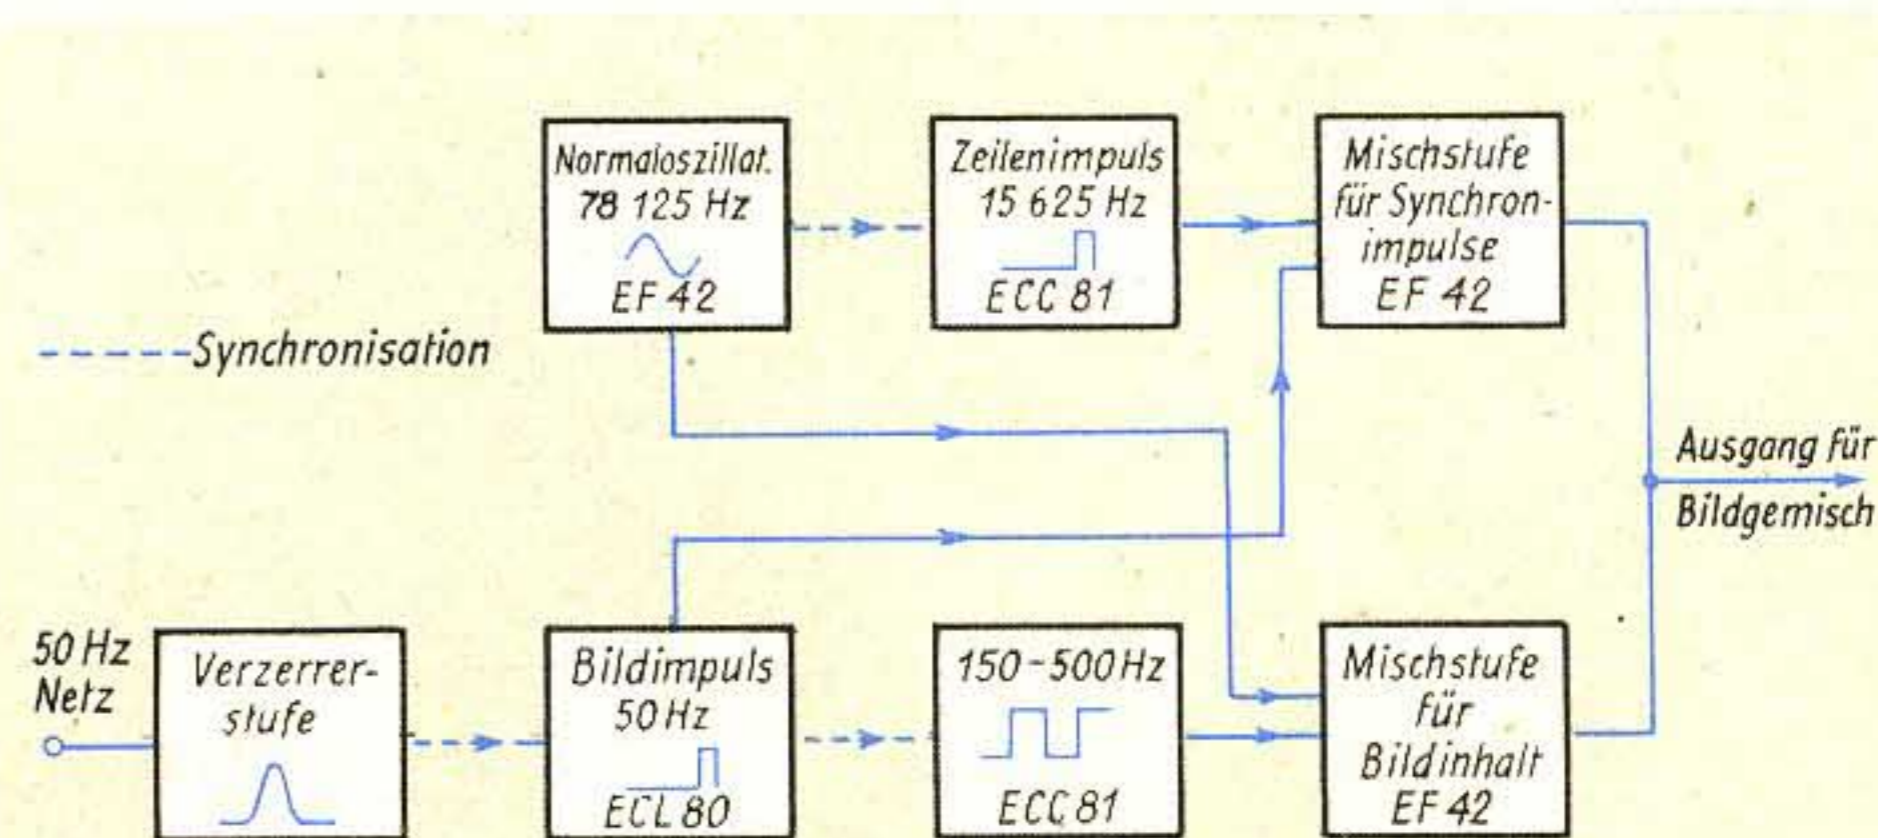 Normaloszillat.
78 125 Hz
EF 42
Zeilenimpuls
15 625 Hz
ECC 81
Mischstufe
für Synchron-
impulse
EF 42
Synchronisation
Ausgang für
Bildgemisch
50 Hz
Netz
Verzerrer-
stufe
Bildimpuls
50 Hz
ECL 80
150-500 Hz
ECC 81
Mischstufe
für
Bildinhalt
EF 42